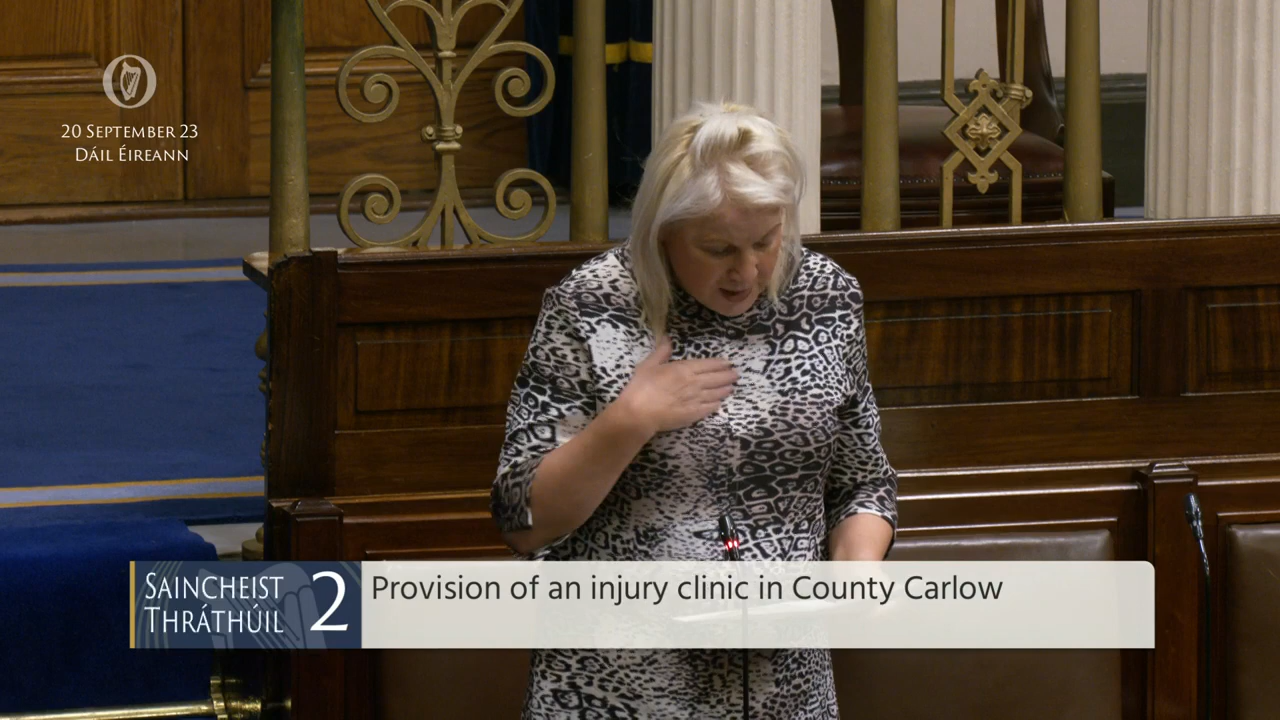 20 September 23
Dáil Éireann
Saincheist
Thráthúil
2
Provision of an injury clinic in County Carlow